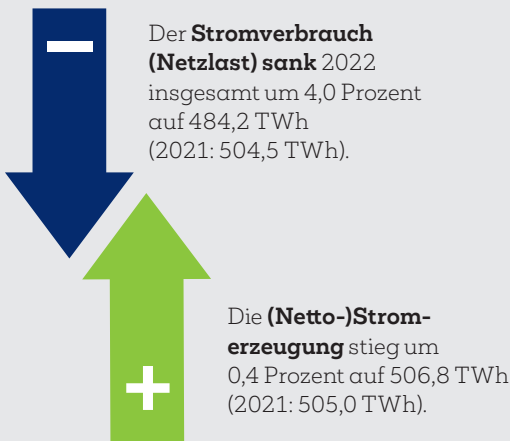 Der Stromverbrauch
(Netzlast) sank 2022
insgesamt um 4,0 Prozent
auf 484,2 TWh
(2021: 504,5 TWh).
Die (Netto-)Strom-
erzeugung stieg um
0,4 Prozent auf 506,8 TWh
(2021: 505,0 TWh).